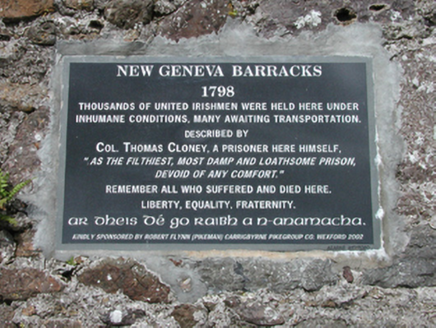 NEW GENEVA BARRACKS
1798
THOUSANDS OF UNITED IRISHMEN WERE HELD HERE UNDER
INHUMANE CONDITIONS, MANY AWAITING TRANSPORTATION.
DESCRIBED BY
COL. THOMAS CLONEY, A PRISONER HERE HIMSELF,
"AS THE FILTHIEST, MOST DAMP AND LOATHSOME PRISON,
DEVOID OF ANY COMFORT."
REMEMBER ALL WHO SUFFERED AND DIED HERE.
LIBERTY, EQUALITY, FRATERNITY.
ar dheis dé go raibh a n-anamacha.
KINDLY SPONSORED BY ROBERT FLYNN (PIKEMAN) CARRIGBYRNE PIKEGROUP CO. WEXFORD 2002